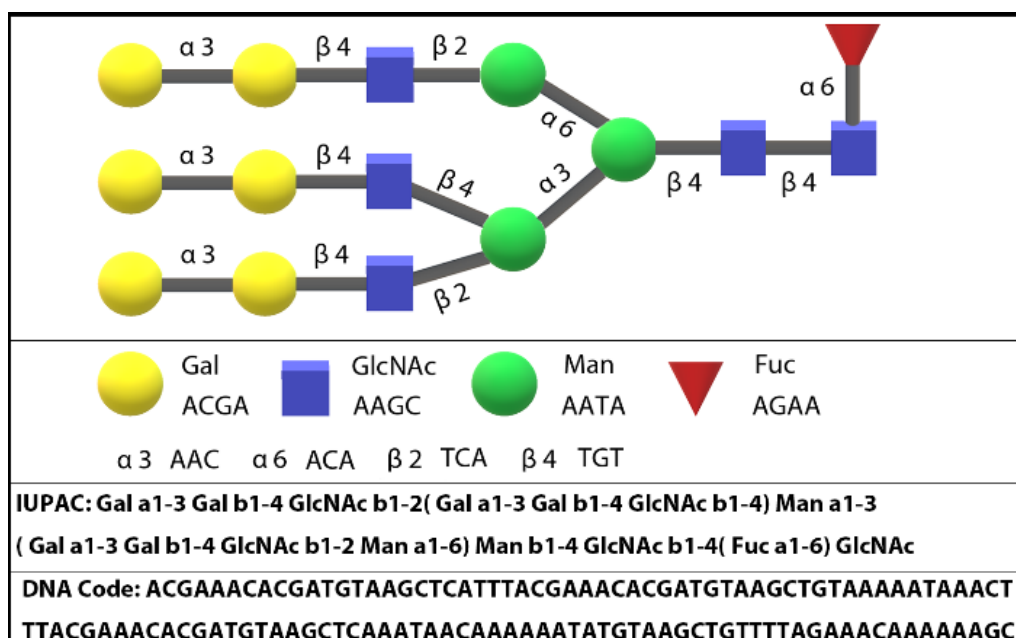 α 3 β 4 β 2
α 6
α 6
α 3 β 4 β 4 α 3 β 4 β 4
α 3 β 4 β 2
Gal GlcNAc Man Fuc
ACGA AAGC AATA AGAA
α 3 AAC α 6 ACA β 2 TCA β 4 TGT
IUPAC: Gal a1-3 Gal b1-4 GlcNAc b1-2( Gal a1-3 Gal b1-4 GlcNAc b1-4) Man a1-3
( Gal a1-3 Gal b1-4 GlcNAc b1-2 Man a1-6) Man b1-4 GlcNAc b1-4( Fuc a1-6) GlcNAc
DNA Code: ACGAAACACGATGTAAGCTCATTTACGAAACACGATGTAAGCTGTAAAAATAAACT
TTACGAAACACGATGTAAGCTCAAATAACAAAAAATATGTAAGCTGTTTTAGAAACAAAAAAGC